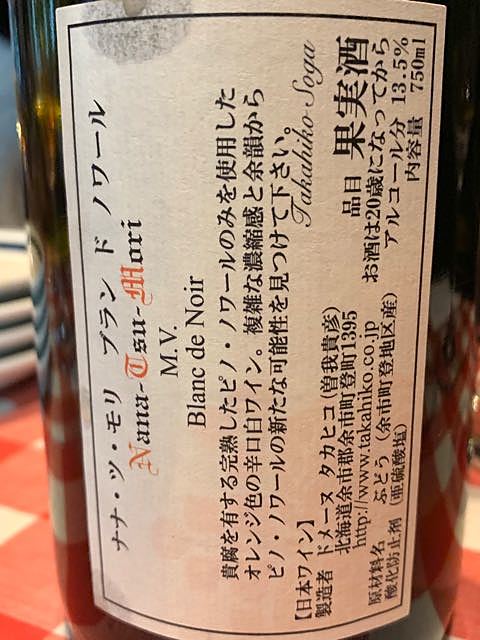 ナナ・ツ・モリ ブラン ド ノワール
Nana-Tsu-Mori
M.V.
Blanc de Noir
貴腐を有する完熟したピノ・ノワールのみを使用した
オレンジ色の辛口白ワイン。複雑な濃縮感と余韻から
ピノ・ノワールの新たな可能性を見つけて下さい。
Takahiko Soga
【日本ワイン】
製造者 ドメーヌ タカヒコ(曽我貴彦)
北海道余市郡余市町登町1395
http://www.takahiko.co.jp
原材料名 ぶどう(余市町登地区産)
酸化防止剤(亜硫酸塩)
品目 果実酒
お酒は20歳になってから
アルコール分 13.5%
内容量 750ml